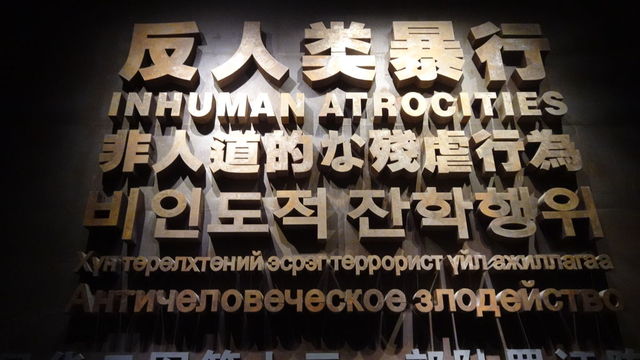 反人类暴行
INHUMAN ATROCITIES
非人道的な残虐行為
비인도적 잔학행위
Хүн төрөлхтөний эсрэг террорист үйл ажиллагаа
Античеловеческое злодейство